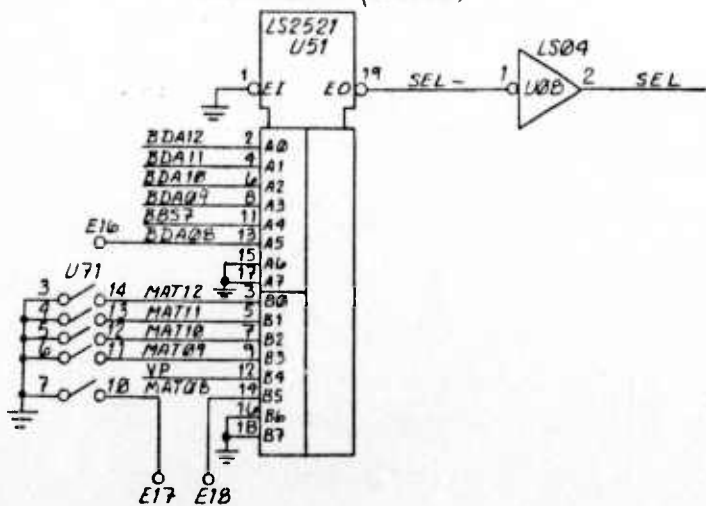 LS2521
U51
1 EI EO 19 SEL- 1 LS04 U08 2 SEL
BDA12 2 A0
BDA11 4 A1
BDA10 6 A2
BDA09 8 A3
BBS7 11 A4
E16 BDA08 13 A5
15 A6
17 A7
U71
3 14 MAT12 3 B0
4 13 MAT11 5 B1
5 12 MAT10 7 B2
6 11 MAT09 9 B3
VP 12 B4
7 10 MAT08 14 B5
16 B6
18 B7
E17 E18